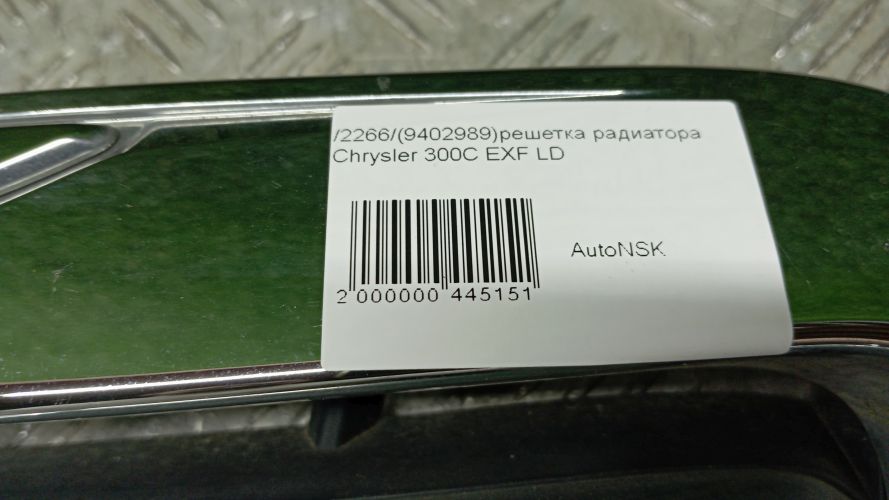 /2266/(9402989)решетка радиатора
Chrysler 300C EXF LD
AutoNSK
2 000000 445151